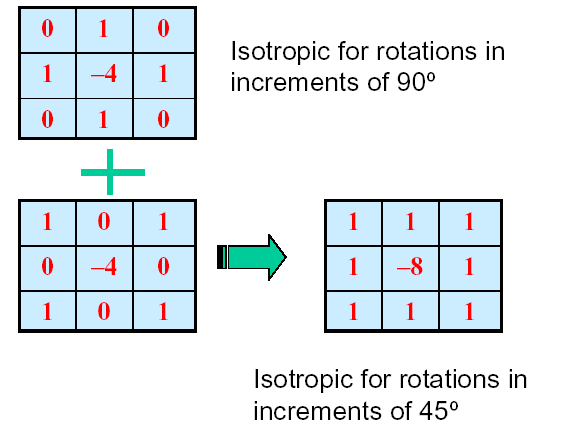 0 1 0
1 –4 1
0 1 0
Isotropic for rotations in
increments of 90º
1 0 1
0 –4 0
1 0 1
1 1 1
1 –8 1
1 1 1
Isotropic for rotations in
increments of 45º